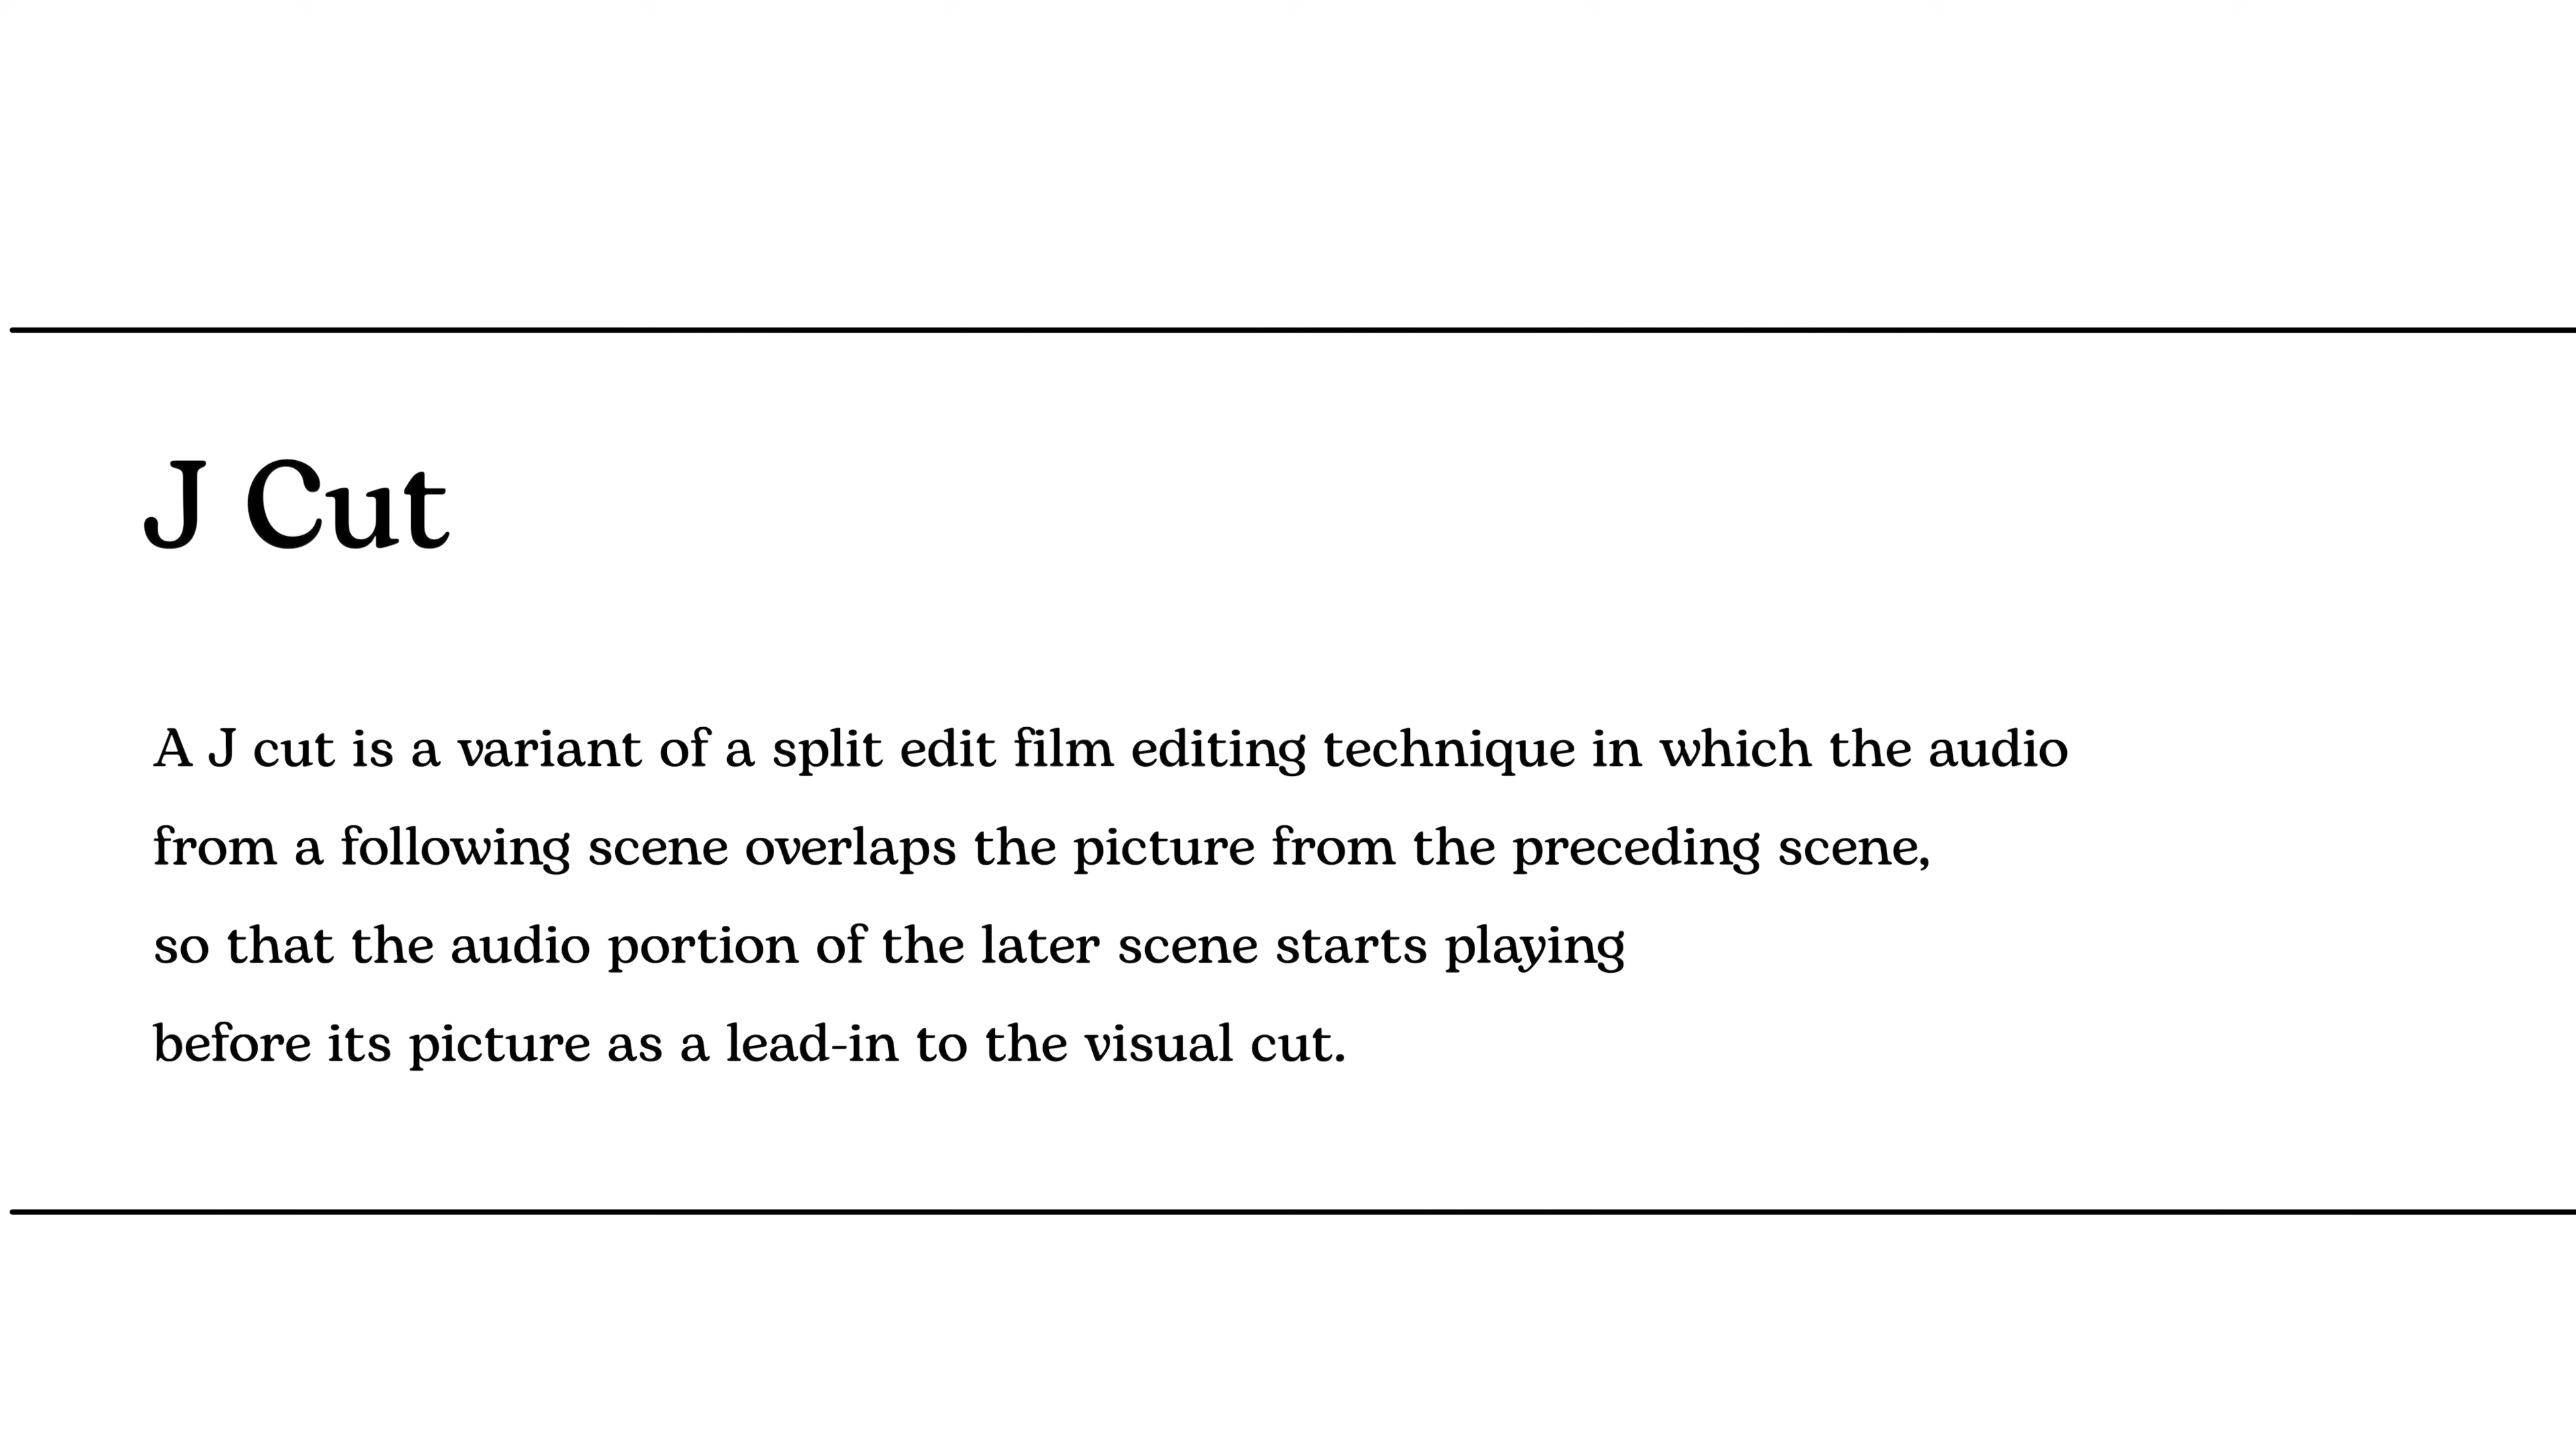 J Cut
A J cut is a variant of a split edit film editing technique in which the audio
from a following scene overlaps the picture from the preceding scene,
so that the audio portion of the later scene starts playing
before its picture as a lead-in to the visual cut.